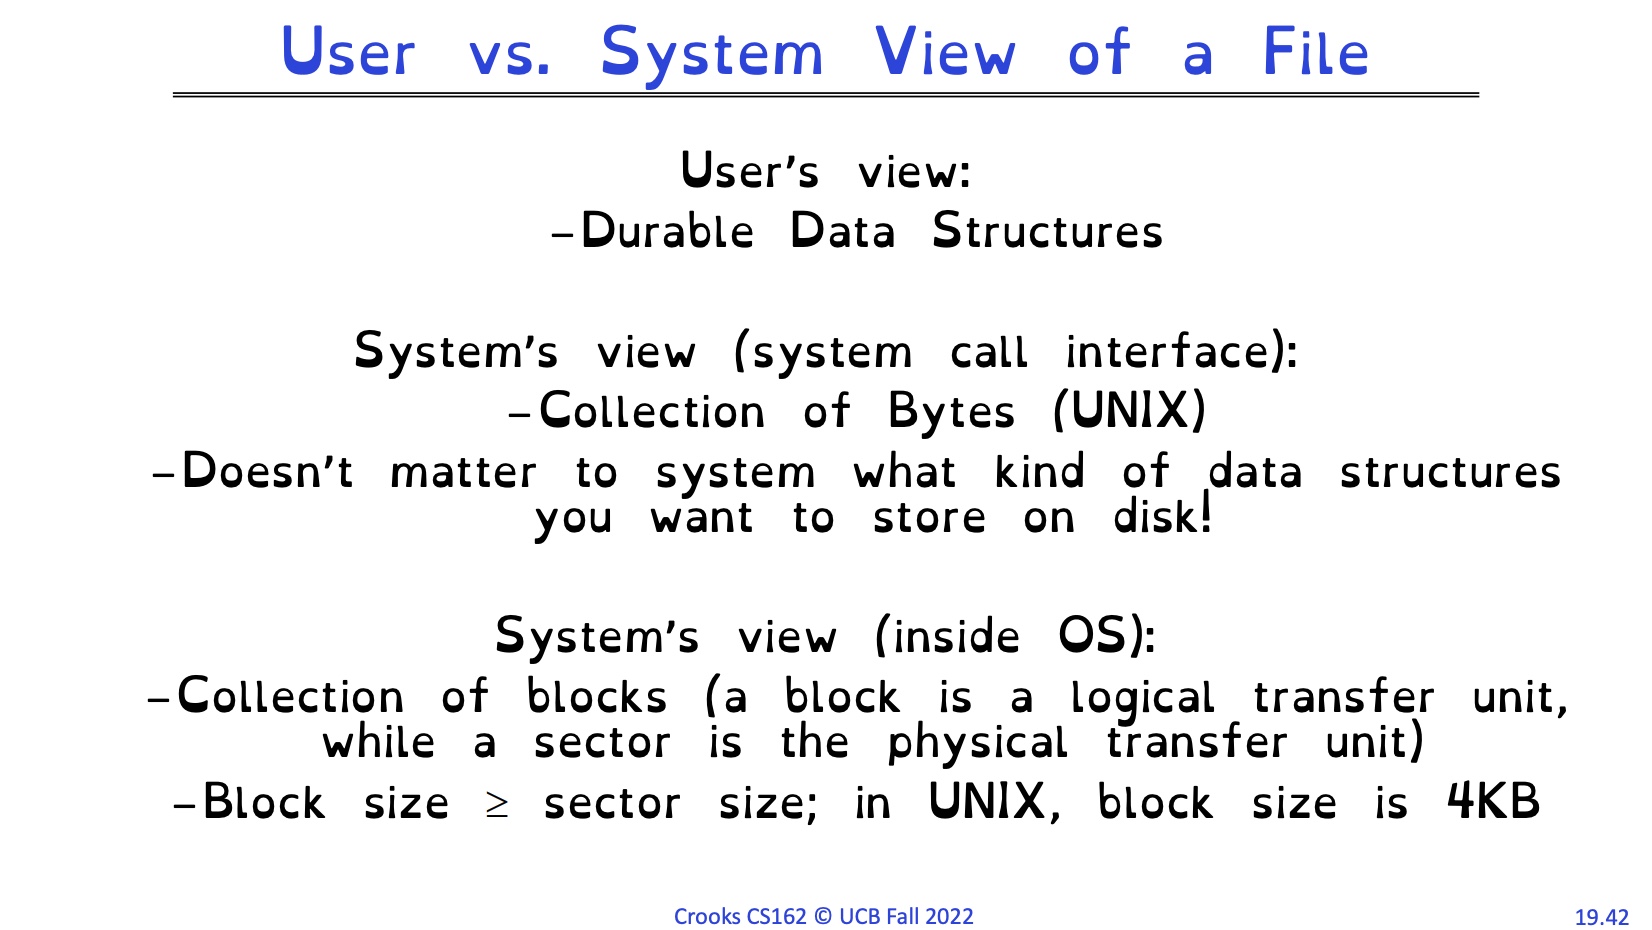 User vs. System View of a File
User's view:
–Durable Data Structures
System's view (system call interface):
–Collection of Bytes (UNIX)
–Doesn't matter to system what kind of data structures
you want to store on disk!
System's view (inside OS):
–Collection of blocks (a block is a logical transfer unit,
while a sector is the physical transfer unit)
–Block size ≥ sector size; in UNIX, block size is 4KB
Crooks CS162 © UCB Fall 2022
19.42